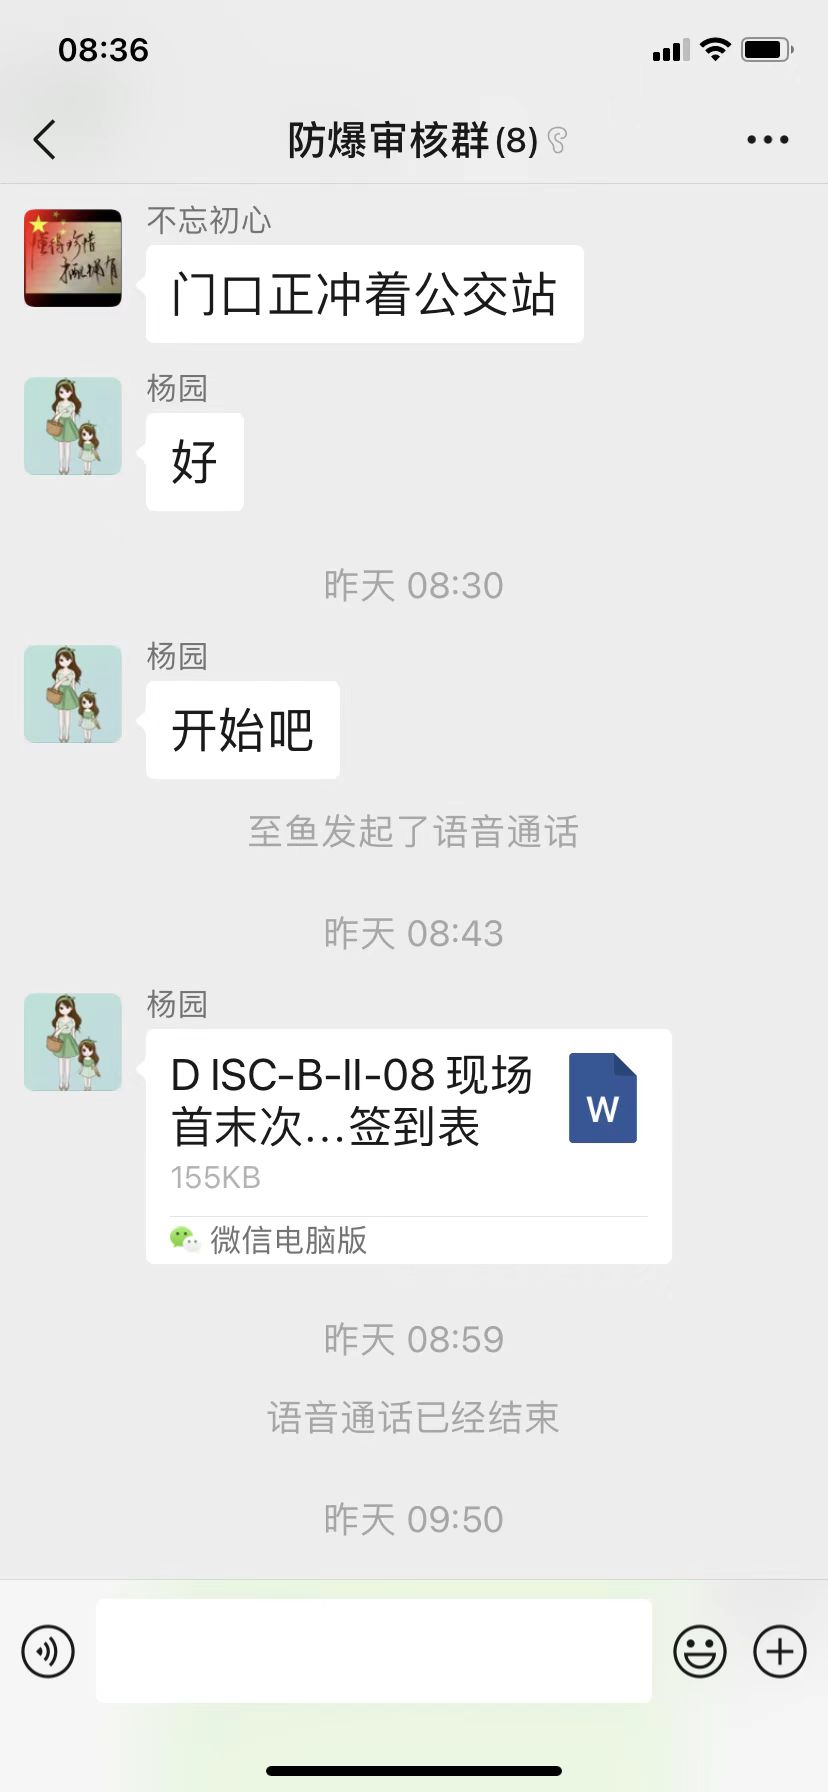 08:36
防爆审核群(8)
不忘初心
门口正冲着公交站
杨园
好
昨天 08:30
杨园
开始吧
至鱼发起了语音通话
昨天 08:43
杨园
D ISC-B-II-08 现场
首末次...签到表
W
155KB
微信电脑版
昨天 08:59
语音通话已经结束
昨天 09:50